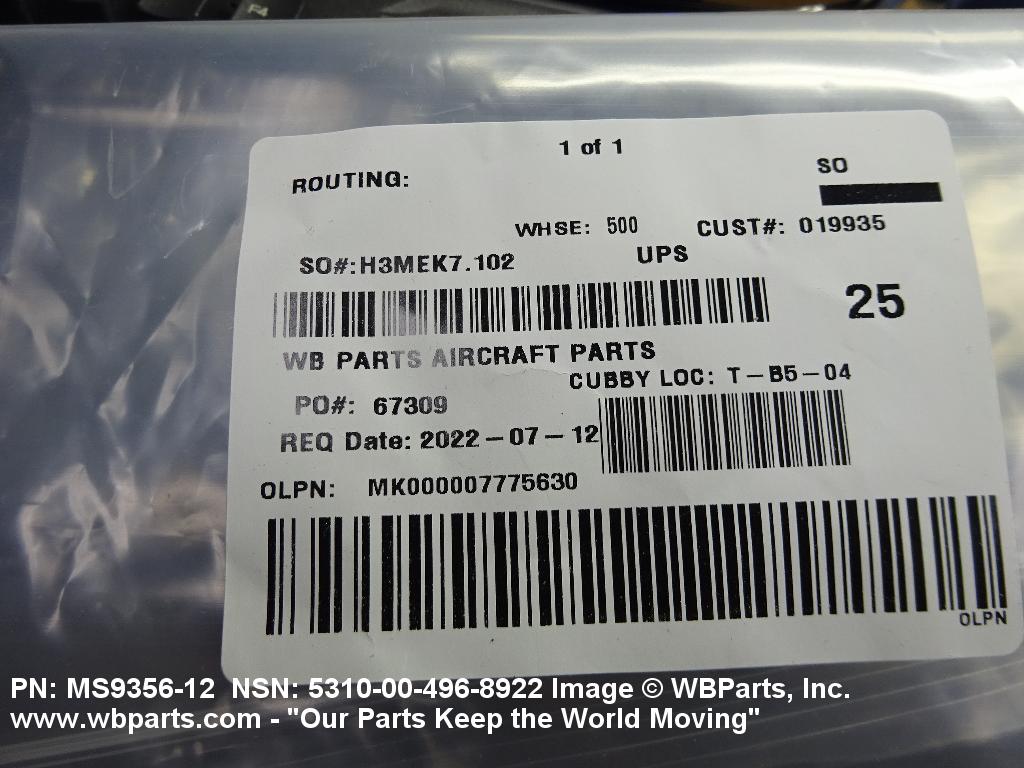 F4
1 of 1
ROUTING:
SO
WHSE: 500 CUST#: 019935
SO#:H3MEK7.102 UPS
25
WB PARTS AIRCRAFT PARTS
CUBBY LOC: T-B5-04
PO#: 67309
REQ Date: 2022-07-12
OLPN: MK000007775630
OLPN
PN: MS9356-12 NSN: 5310-00-496-8922 Image © WBParts, Inc.
www.wbparts.com - "Our Parts Keep the World Moving"